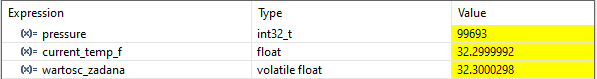 Expression Type Value
(x)= pressure int32_t 99693
(x)= current_temp_f float 32.2999992
(x)= wartosc_zadana volatile float 32.3000298